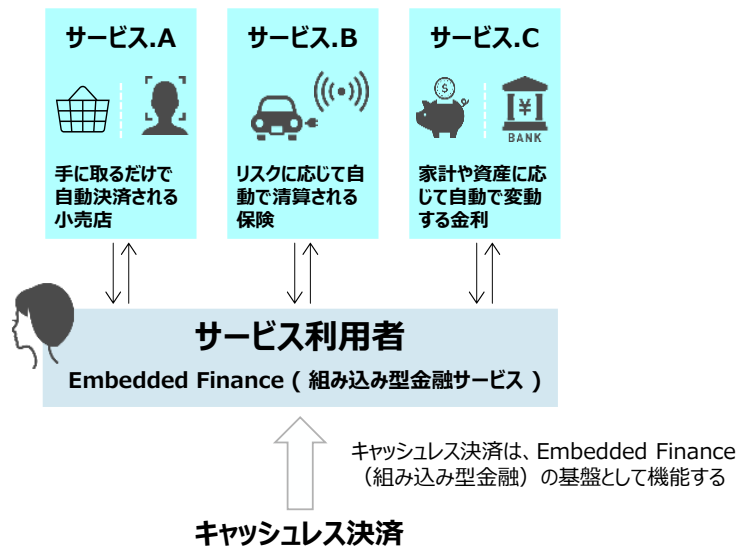 サービス.A
サービス.B
サービス.C
$
¥
BANK
手に取るだけで
自動決済される
小売店
リスクに応じて自
動で清算される
保険
家計や資産に応
じて自動で変動
する金利
サービス利用者
Embedded Finance ( 組み込み型金融サービス )
キャッシュレス決済は、Embedded Finance
（組み込み型金融）の基盤として機能する
キャッシュレス決済